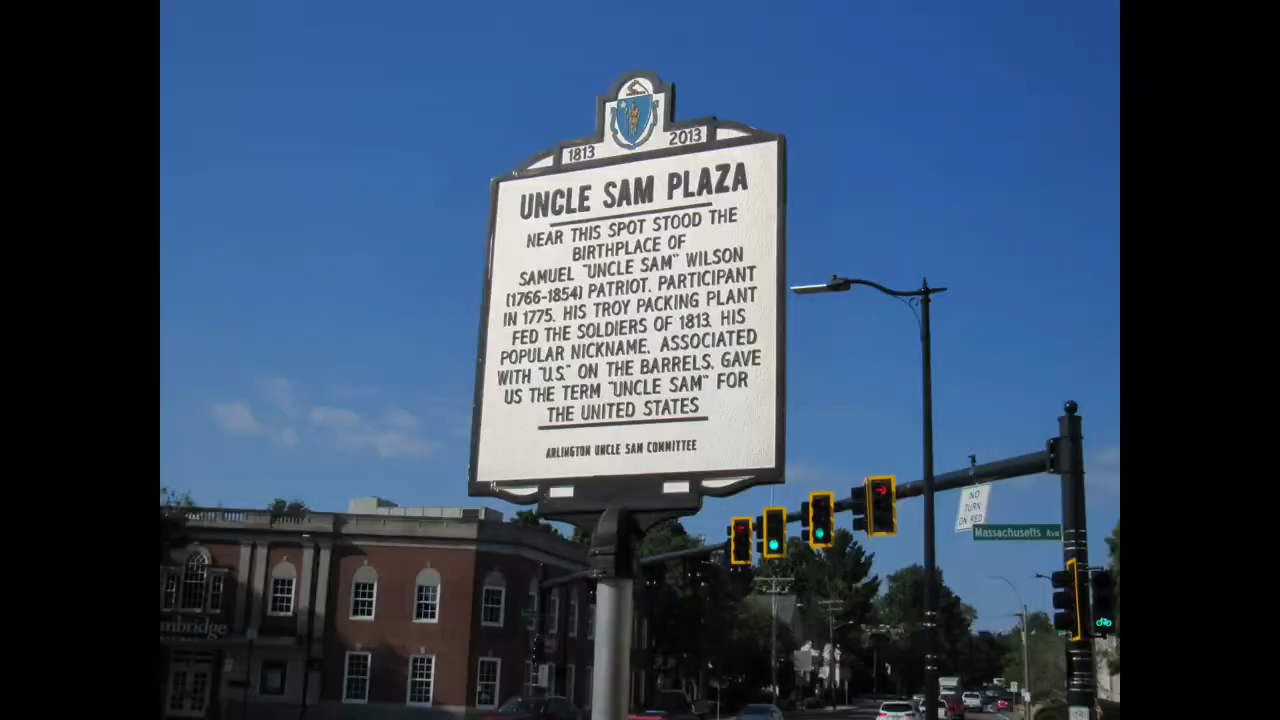 1813 2013
UNCLE SAM PLAZA
NEAR THIS SPOT STOOD THE
BIRTHPLACE OF
SAMUEL "UNCLE SAM" WILSON
(1766-1854) PATRIOT, PARTICIPANT
IN 1775. HIS TROY PACKING PLANT
FED THE SOLDIERS OF 1813. HIS
POPULAR NICKNAME, ASSOCIATED
WITH "U.S." ON THE BARRELS, GAVE
US THE TERM "UNCLE SAM" FOR
THE UNITED STATES
ARLINGTON UNCLE SAM COMMITTEE
NO
TURN
ON RED
Massachusetts Ave
mbridge